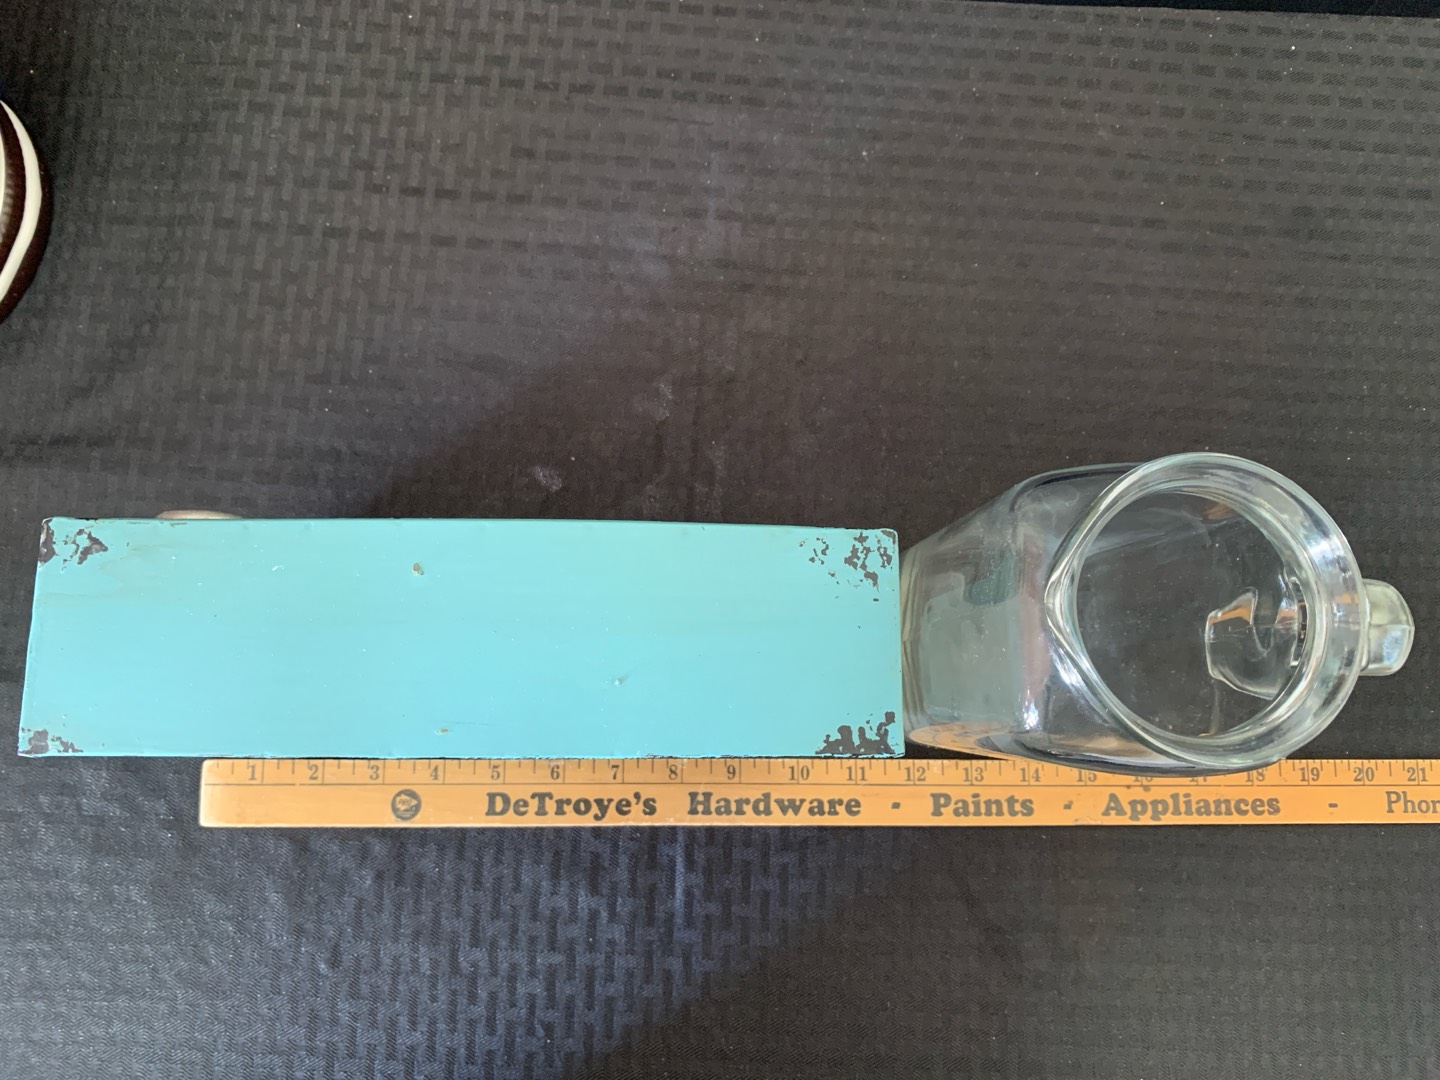 1 2 3 4 5 6 7 8 9 10 11 12 13 14 15 17 18 19 20 21
DeTroye's Hardware - Paints - Appliances - Phon